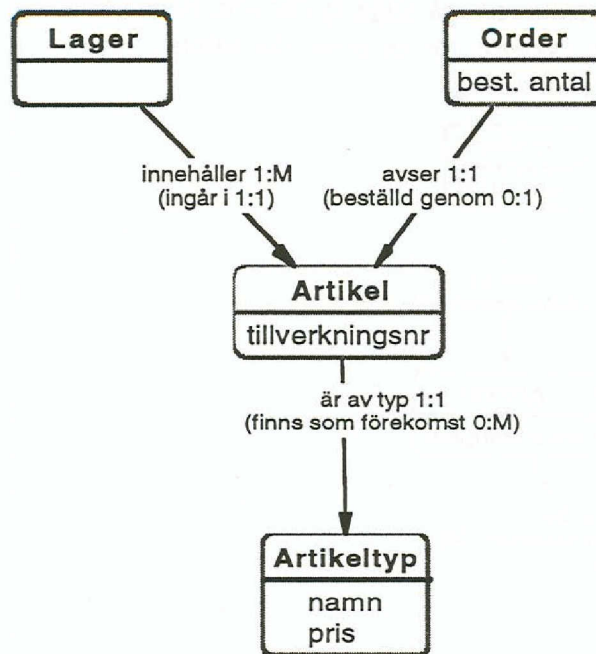 Lager
Order
best. antal
innehåller 1:M
(ingår i 1:1)
avser 1:1
(beställd genom 0:1)
Artikel
tillverkningsnr
är av typ 1:1
(finns som förekomst 0:M)
Artikeltyp
namn
pris